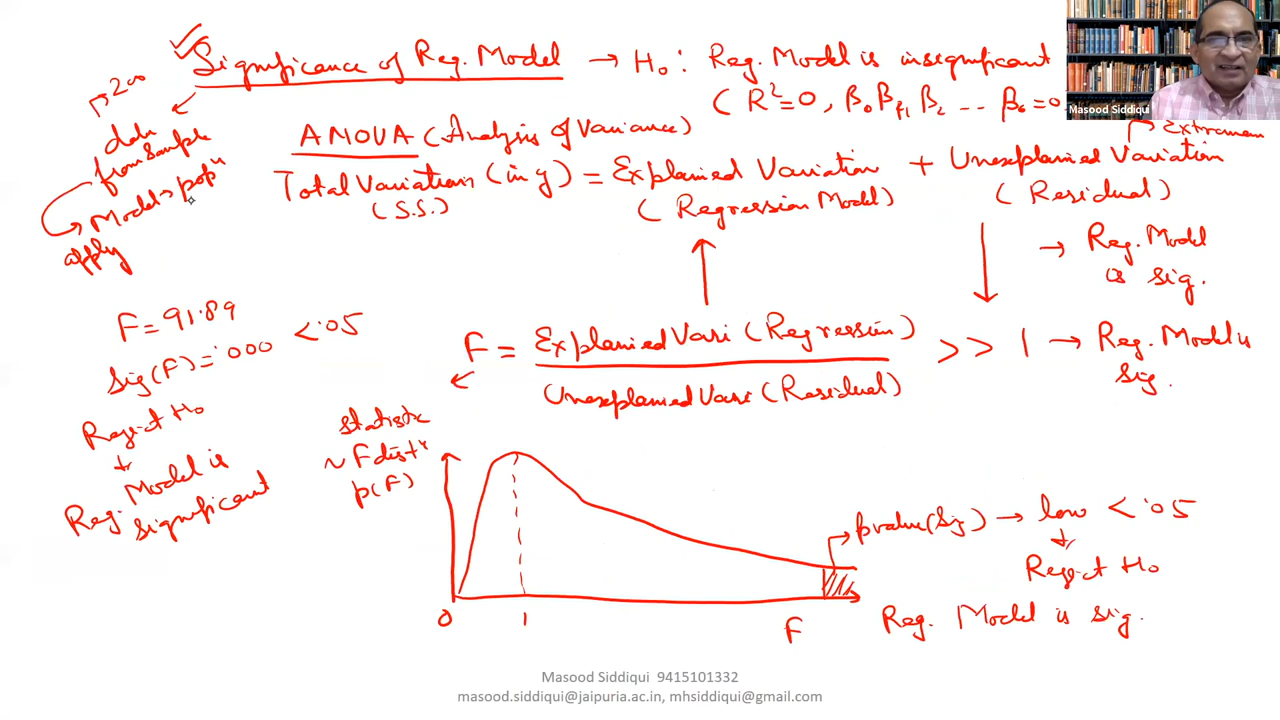 Significance of Reg. Model → H₀ : Reg. Model is insignificant
( R²=0, β₀ β₁, β₂ .. β₆ =0
Masood Siddiqui
→ 200
data
from Sample
Model → popⁿ
apply
ANOVA (Analysis of Variance)
Total Variation (in y) = Explained Variation + Unexplained Variation
(S.S.)
( Regression Model)
( Residual)
→ Reg. Model
is sig.
F = 91.89
Sig(F) = .000 < .05
Reject H₀
Reg. Model is
significant
F = Explained Vari (Regression)
Unexplained Vari (Residual)
>> 1 → Reg. Model is
Sig.
Statistic
~ F distⁿ
p(F)
pvalue(Sig) → low < .05
Reject H₀
Reg. Model is sig.
0
1
F
Masood Siddiqui 9415101332
masood.siddiqui@jaipuria.ac.in, mhsiddiqui@gmail.com